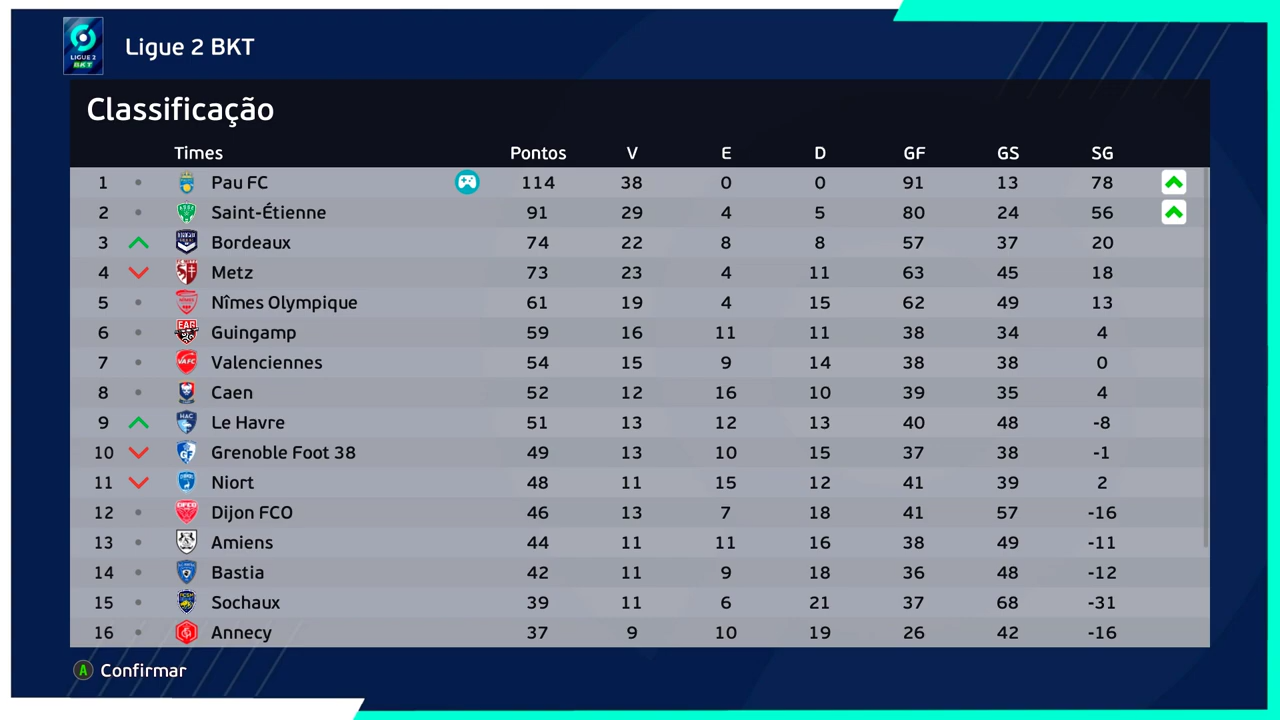 LIGUE 2
BKT
Ligue 2 BKT
Classificação
Times Pontos V E D GF GS SG
1 Pau FC 114 38 0 0 91 13 78
2 Saint-Étienne 91 29 4 5 80 24 56
3 Bordeaux 74 22 8 8 57 37 20
4 Metz 73 23 4 11 63 45 18
5 Nîmes Olympique 61 19 4 15 62 49 13
6 EAG Guingamp 59 16 11 11 38 34 4
7 VAFC Valenciennes 54 15 9 14 38 38 0
8 Caen 52 12 16 10 39 35 4
9 HAC Le Havre 51 13 12 13 40 48 -8
10 GF Grenoble Foot 38 49 13 10 15 37 38 -1
11 Niort 48 11 15 12 41 39 2
12 DFCO Dijon FCO 46 13 7 18 41 57 -16
13 Amiens 44 11 11 16 38 49 -11
14 Bastia 42 11 9 18 36 48 -12
15 Sochaux 39 11 6 21 37 68 -31
16 Annecy 37 9 10 19 26 42 -16
A Confirmar